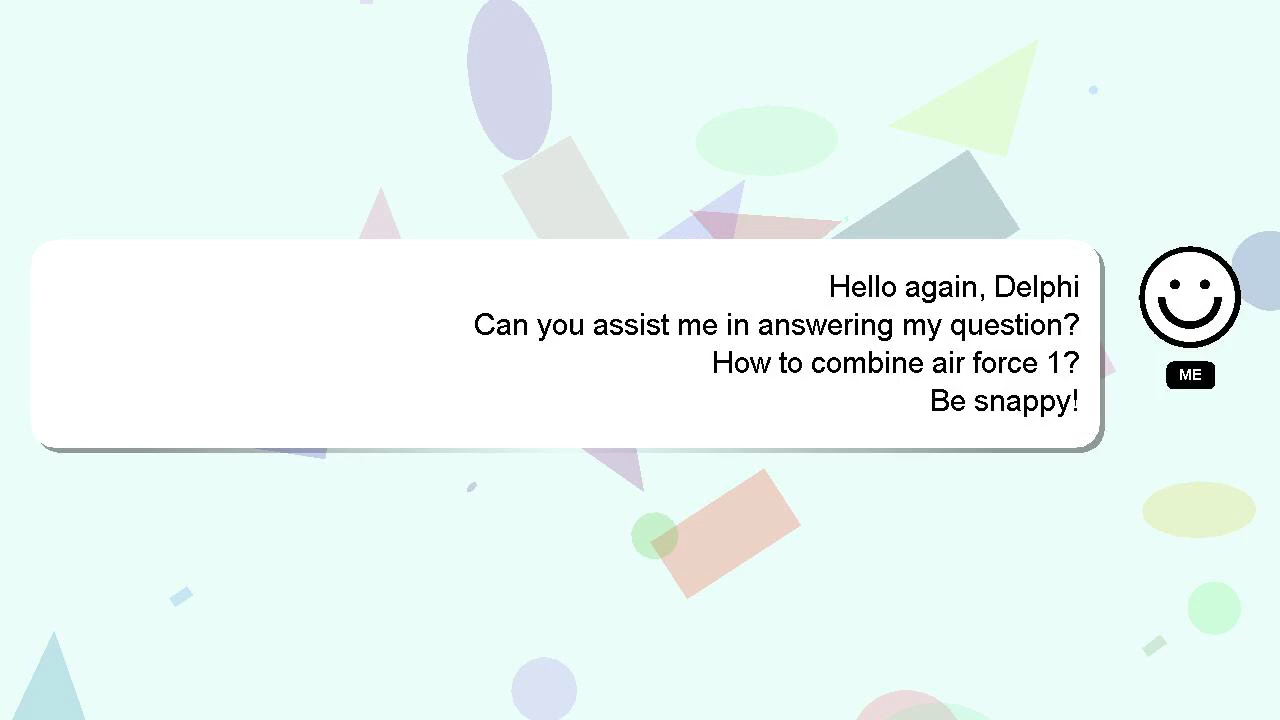 Hello again, Delphi
Can you assist me in answering my question?
How to combine air force 1?
Be snappy!
ME